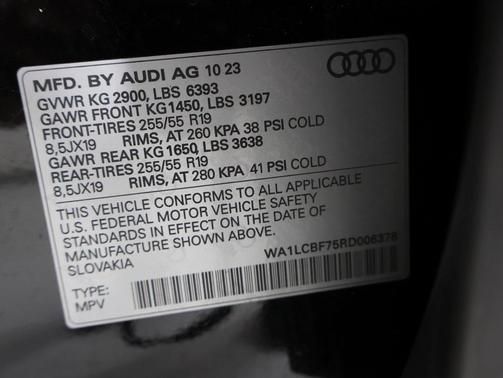 MFD. BY AUDI AG 10 23
GVWR KG 2900, LBS 6393
GAWR FRONT KG1450, LBS 3197
FRONT-TIRES 255/55 R19
8,5JX19 RIMS, AT 260 KPA 38 PSI COLD
GAWR REAR KG 1650, LBS 3638
REAR-TIRES 255/55 R19
8,5JX19 RIMS, AT 280 KPA 41 PSI COLD
THIS VEHICLE CONFORMS TO ALL APPLICABLE
U.S. FEDERAL MOTOR VEHICLE SAFETY
STANDARDS IN EFFECT ON THE DATE OF
MANUFACTURE SHOWN ABOVE.
SLOVAKIA
WA1LCBF75RD006378
TYPE:
MPV